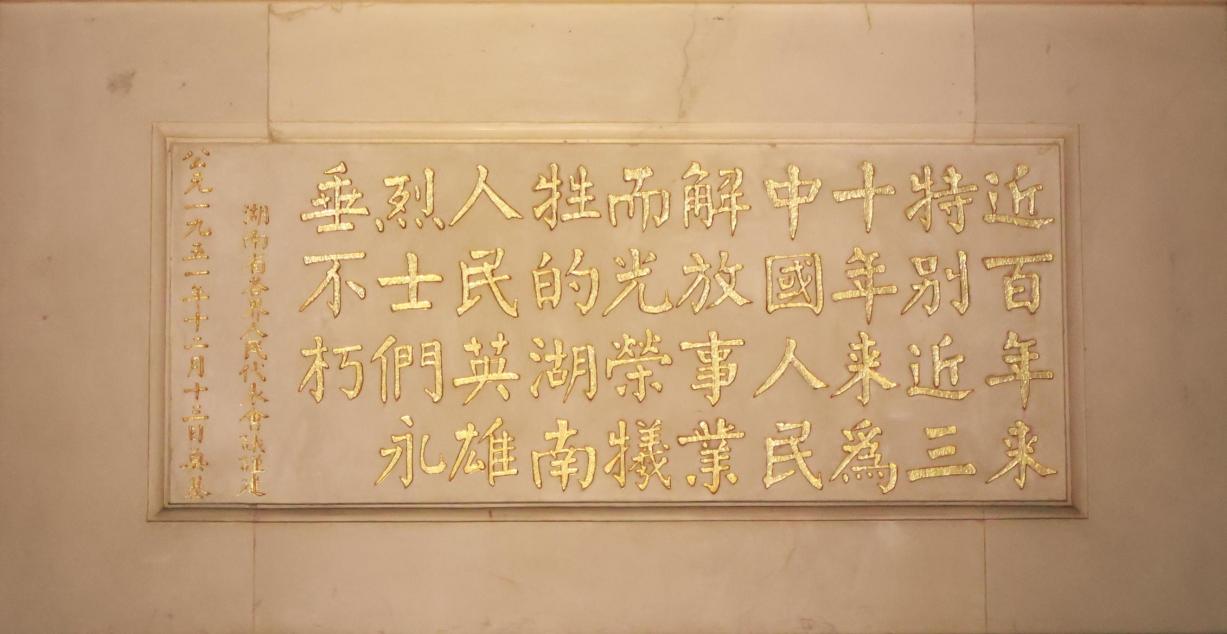 近百年来
特别近三
十年来為
中國人民
解放事業
而光榮犧
牲的湖南
人民英雄
烈士們永
垂不朽
湖南省各界人民代表會議建
公元一九五一年十二月十二日奠基